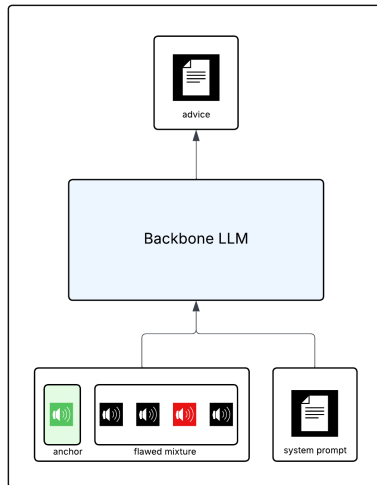 advice
Backbone LLM
anchor
flawed mixture
system prompt